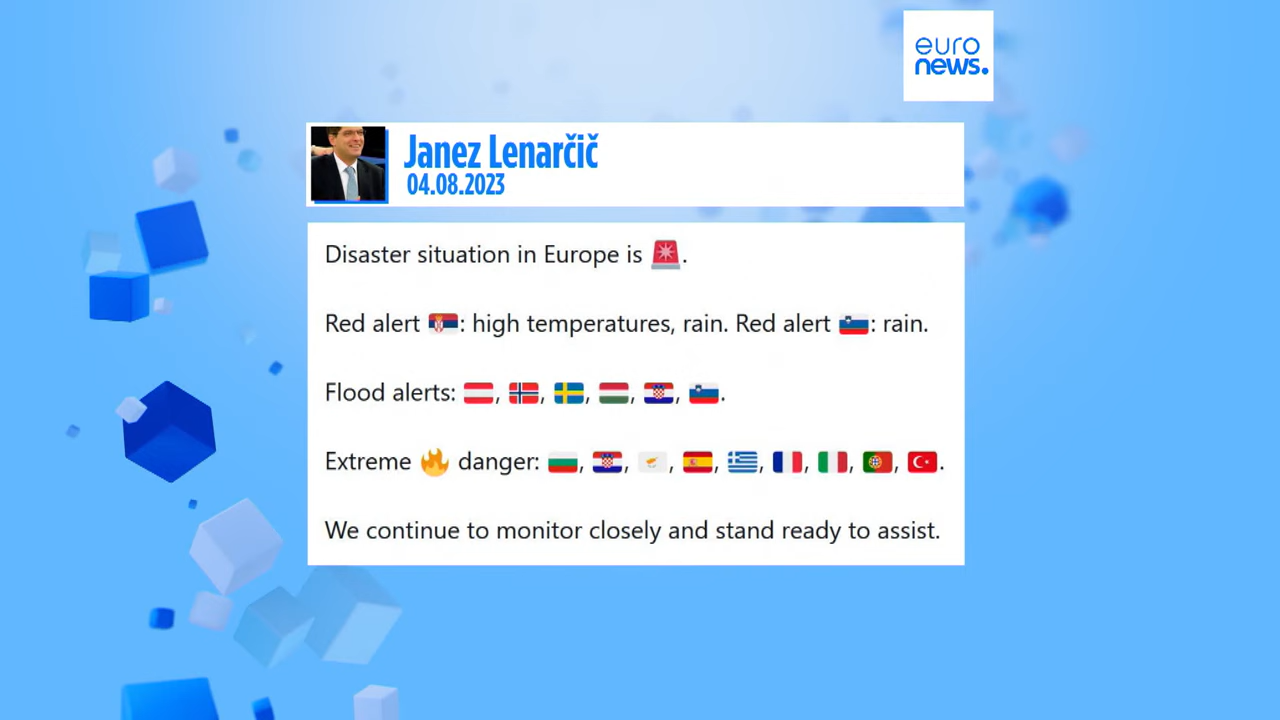 euro
news.
Janez Lenarčič
04.08.2023
Disaster situation in Europe is 🚨.
Red alert 🇷🇸: high temperatures, rain. Red alert 🇸🇮: rain.
Flood alerts: 🇦🇹, 🇳🇴, 🇸🇪, 🇭🇺, 🇭🇷, 🇸🇮.
Extreme 🔥 danger: 🇧🇬, 🇭🇷, 🇨🇾, 🇪🇸, 🇬🇷, 🇫🇷, 🇮🇹, 🇵🇹, 🇹🇷.
We continue to monitor closely and stand ready to assist.